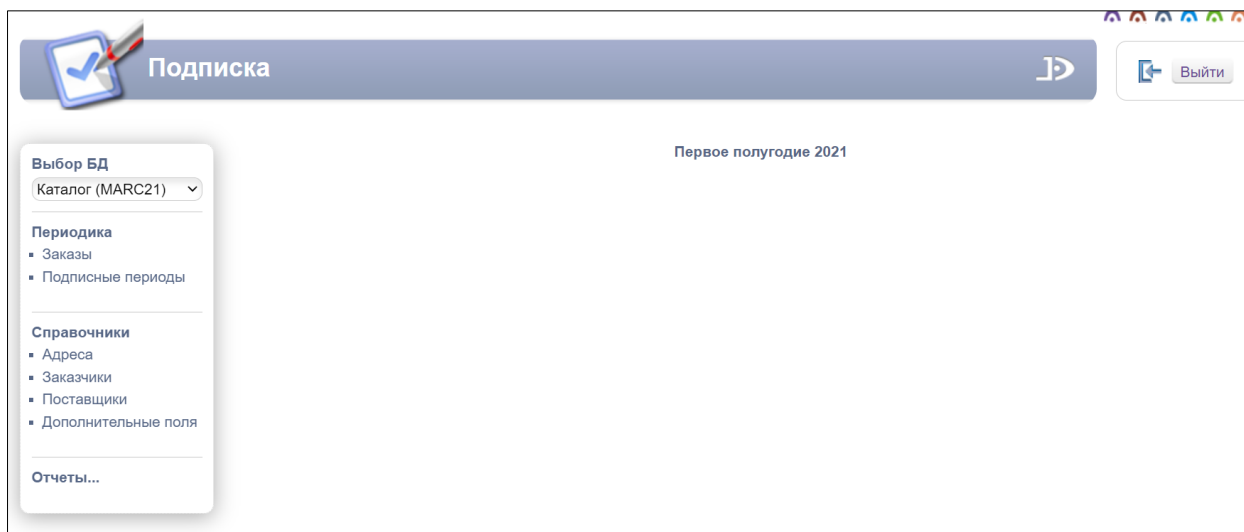 Подписка
Выйти
Первое полугодие 2021
Выбор БД
Каталог (MARC21)
Периодика
Заказы
Подписные периоды
Справочники
Адреса
Заказчики
Поставщики
Дополнительные поля
Отчеты...